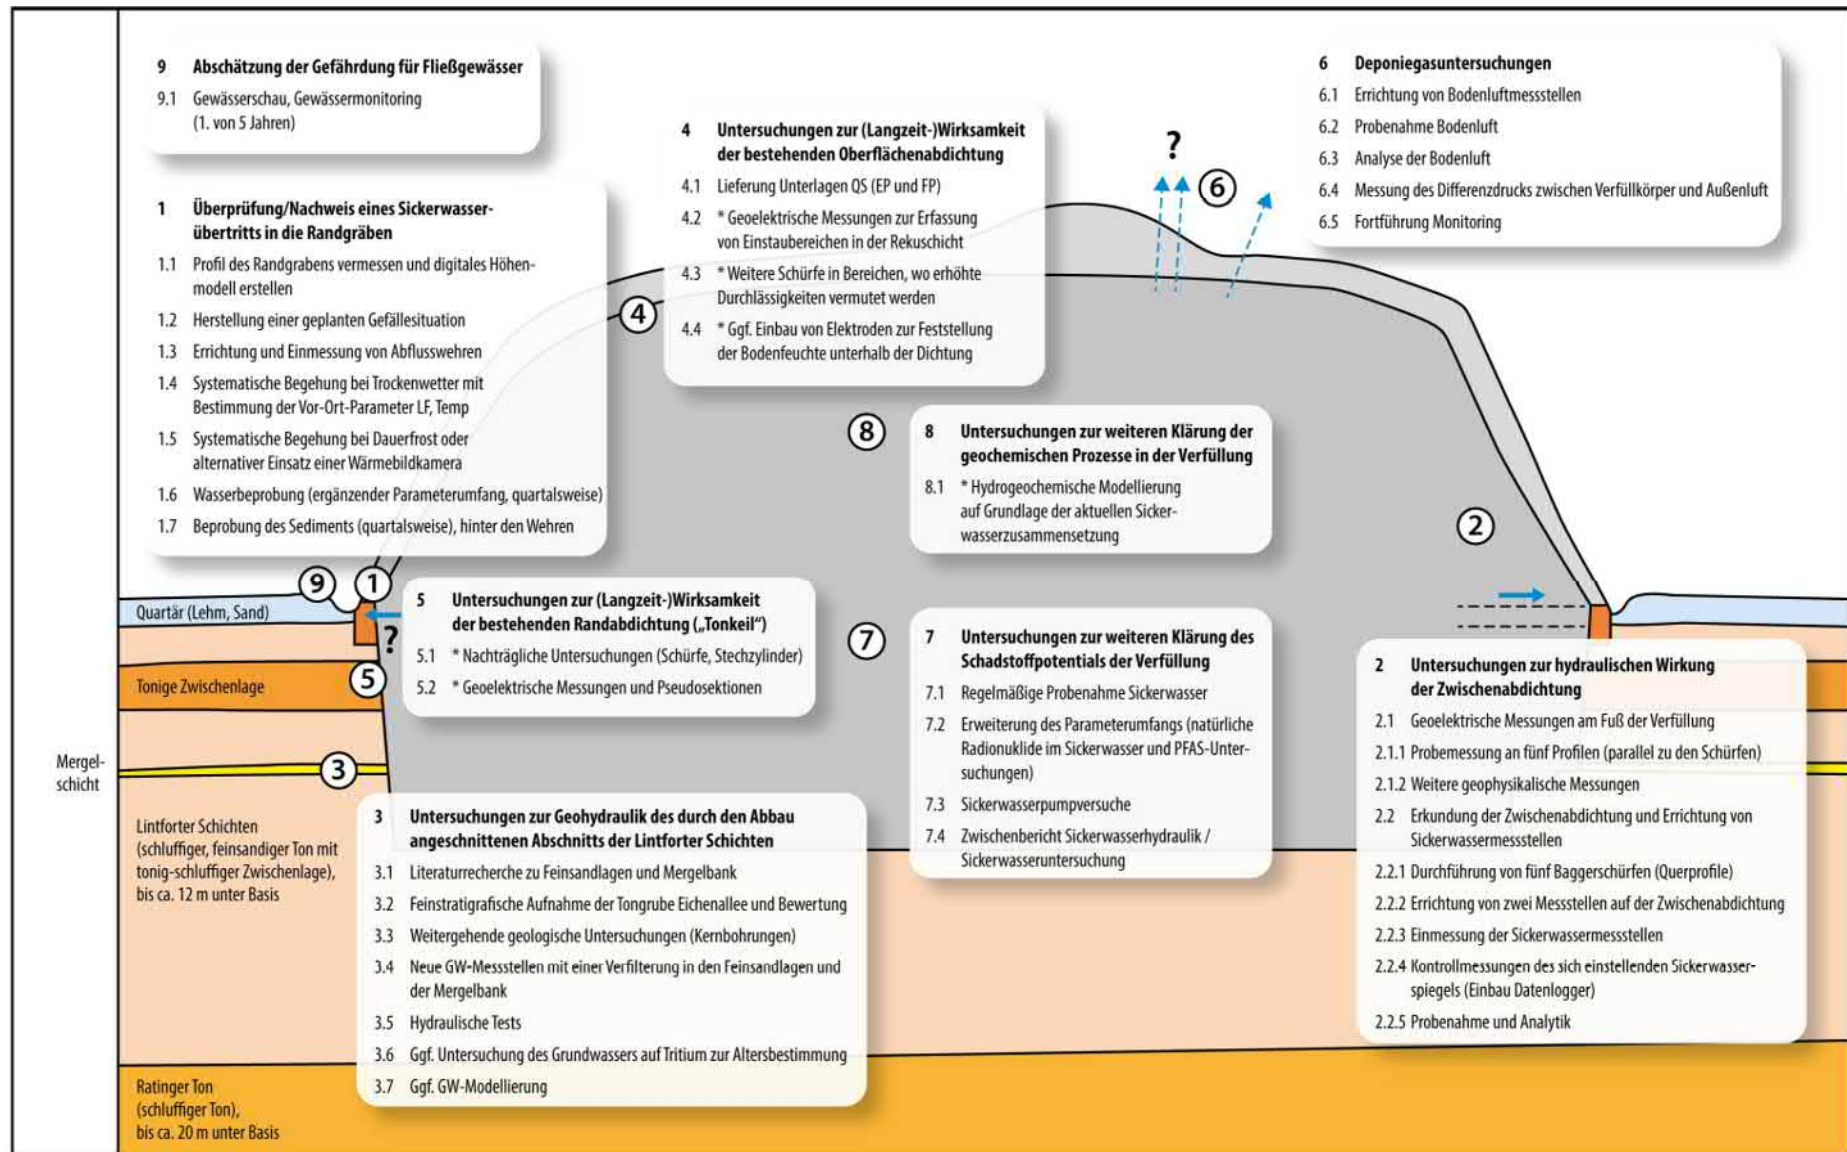 9 Abschätzung der Gefährdung für Fließgewässer
9.1 Gewässerschau, Gewässermonitoring
(1. von 5 Jahren)
1 Überprüfung/Nachweis eines Sickerwasser-
übertritts in die Randgräben
1.1 Profil des Randgrabens vermessen und digitales Höhen-
modell erstellen
1.2 Herstellung einer geplanten Gefällesituation
1.3 Errichtung und Einmessung von Abflusswehren
1.4 Systematische Begehung bei Trockenwetter mit
Bestimmung der Vor-Ort-Parameter LF, Temp
1.5 Systematische Begehung bei Dauerfrost oder
alternativer Einsatz einer Wärmebildkamera
1.6 Wasserbeprobung (ergänzender Parameterumfang, quartalsweise)
1.7 Beprobung des Sediments (quartalsweise), hinter den Wehren
4 Untersuchungen zur (Langzeit-)Wirksamkeit
der bestehenden Oberflächenabdichtung
4.1 Lieferung Unterlagen QS (EP und FP)
4.2 * Geoelektrische Messungen zur Erfassung
von Einstaubereichen in der Rekuschicht
4.3 * Weitere Schürfe in Bereichen, wo erhöhte
Durchlässigkeiten vermutet werden
4.4 * Ggf. Einbau von Elektroden zur Feststellung
der Bodenfeuchte unterhalb der Dichtung
4
?
6
6 Deponiegasuntersuchungen
6.1 Errichtung von Bodenluftmessstellen
6.2 Probenahme Bodenluft
6.3 Analyse der Bodenluft
6.4 Messung des Differenzdrucks zwischen Verfüllkörper und Außenluft
6.5 Fortführung Monitoring
8
8 Untersuchungen zur weiteren Klärung der
geochemischen Prozesse in der Verfüllung
8.1 * Hydrogeochemische Modellierung
auf Grundlage der aktuellen Sicker-
wasserzusammensetzung
2
9
1
?
5
5 Untersuchungen zur (Langzeit-)Wirksamkeit
der bestehenden Randabdichtung („Tonkeil“)
5.1 * Nachträgliche Untersuchungen (Schürfe, Stechzylinder)
5.2 * Geoelektrische Messungen und Pseudosektionen
7
7 Untersuchungen zur weiteren Klärung des
Schadstoffpotentials der Verfüllung
7.1 Regelmäßige Probenahme Sickerwasser
7.2 Erweiterung des Parameterumfangs (natürliche
Radionuklide im Sickerwasser und PFAS-Unter-
suchungen)
7.3 Sickerwasserpumpversuche
7.4 Zwischenbericht Sickerwasserhydraulik /
Sickerwasseruntersuchung
2 Untersuchungen zur hydraulischen Wirkung
der Zwischenabdichtung
2.1 Geoelektrische Messungen am Fuß der Verfüllung
2.1.1 Probemessung an fünf Profilen (parallel zu den Schürfen)
2.1.2 Weitere geophysikalische Messungen
2.2 Erkundung der Zwischenabdichtung und Errichtung von
Sickerwassermessstellen
2.2.1 Durchführung von fünf Baggerschürfen (Querprofile)
2.2.2 Errichtung von zwei Messstellen auf der Zwischenabdichtung
2.2.3 Einmessung der Sickerwassermessstellen
2.2.4 Kontrollmessungen des sich einstellenden Sickerwasser-
spiegels (Einbau Datenlogger)
2.2.5 Probenahme und Analytik
Quartär (Lehm, Sand)
Tonige Zwischenlage
Mergel-
schicht
3
Lintforter Schichten
(schluffiger, feinsandiger Ton mit
tonig-schluffiger Zwischenlage),
bis ca. 12 m unter Basis
3 Untersuchungen zur Geohydraulik des durch den Abbau
angeschnittenen Abschnitts der Lintforter Schichten
3.1 Literaturrecherche zu Feinsandlagen und Mergelbank
3.2 Feinstratigrafische Aufnahme der Tongrube Eichenallee und Bewertung
3.3 Weitergehende geologische Untersuchungen (Kernbohrungen)
3.4 Neue GW-Messstellen mit einer Verfilterung in den Feinsandlagen und
der Mergelbank
3.5 Hydraulische Tests
3.6 Ggf. Untersuchung des Grundwassers auf Tritium zur Altersbestimmung
3.7 Ggf. GW-Modellierung
Ratinger Ton
(schluffiger Ton),
bis ca. 20 m unter Basis